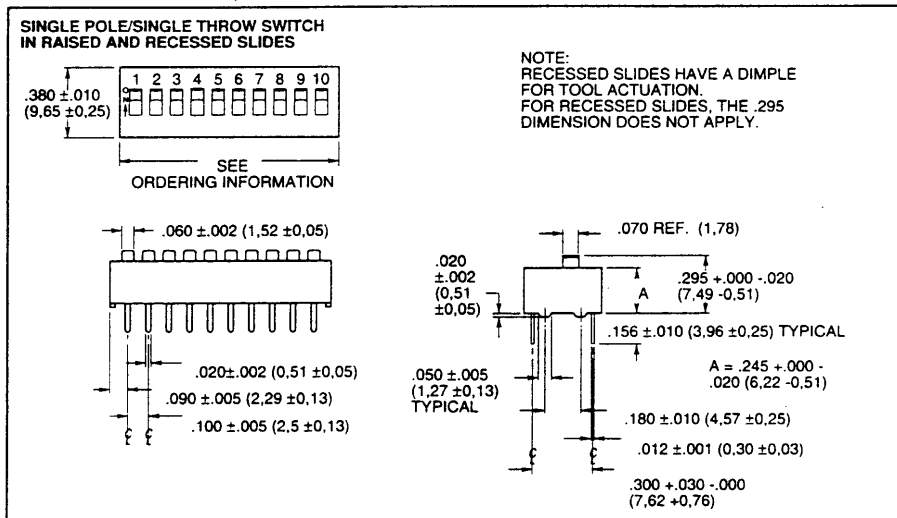 SINGLE POLE/SINGLE THROW SWITCH
IN RAISED AND RECESSED SLIDES
NOTE:
RECESSED SLIDES HAVE A DIMPLE
FOR TOOL ACTUATION.
FOR RECESSED SLIDES, THE .295
DIMENSION DOES NOT APPLY.
1 2 3 4 5 6 7 8 9 10
.380 ±.010
(9,65 ±0,25)
SEE
ORDERING INFORMATION
.060 ±.002 (1,52 ±0,05)
.020±.002 (0,51 ±0,05)
.090 ±.005 (2,29 ±0,13)
.100 ±.005 (2,5 ±0,13)
.070 REF. (1,78)
.020
±.002
(0,51
±0,05)
A
.295 +.000 -.020
(7,49 -0,51)
.156 ±.010 (3,96 ±0,25) TYPICAL
.050 ±.005
(1,27 ±0,13)
TYPICAL
A = .245 +.000 -
.020 (6,22 -0,51)
.180 ±.010 (4,57 ±0,25)
.012 ±.001 (0,30 ±0,03)
.300 +.030 -.000
(7,62 +0,76)